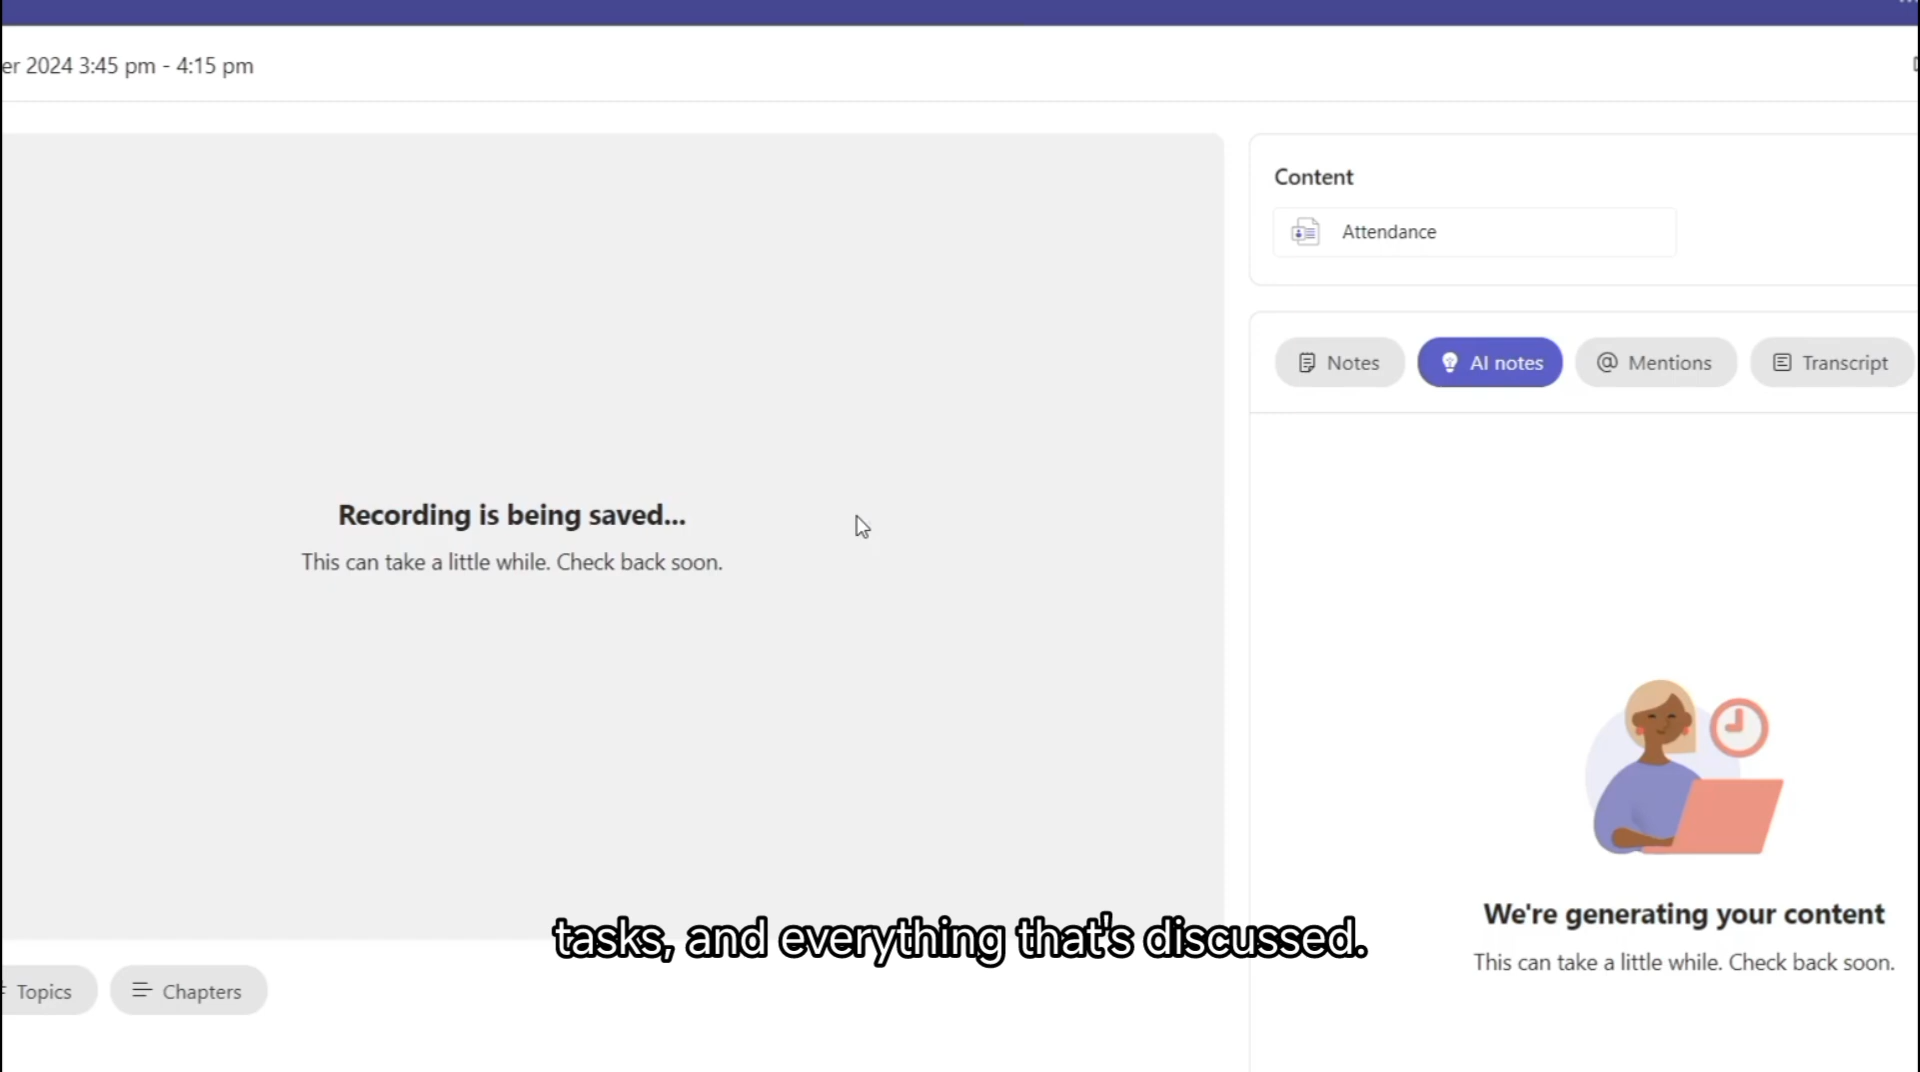 er 2024 3:45 pm - 4:15 pm
Content
Attendance
Notes
AI notes
Mentions
Transcript
Recording is being saved...
This can take a little while. Check back soon.
We're generating your content
This can take a little while. Check back soon.
tasks, and everything that's discussed.
Topics
Chapters